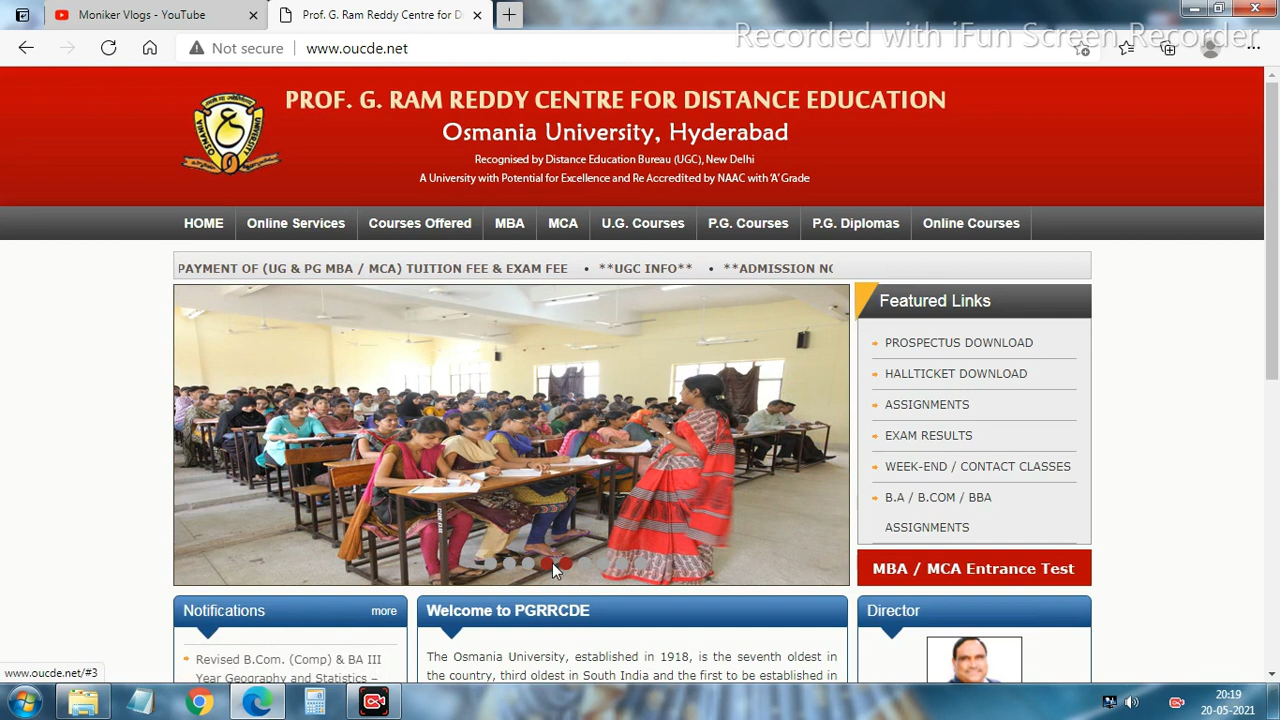 Moniker Vlogs - YouTube
Prof. G. Ram Reddy Centre for D
Recorded with iFun Screen Recorder
Not secure
www.oucde.net
PROF. G. RAM REDDY CENTRE FOR DISTANCE EDUCATION
Osmania University, Hyderabad
Recognised by Distance Education Bureau (UGC), New Delhi
A University with Potential for Excellence and Re Accredited by NAAC with 'A' Grade
HOME Online Services Courses Offered MBA MCA U.G. Courses P.G. Courses P.G. Diplomas Online Courses
PAYMENT OF (UG & PG MBA / MCA) TUITION FEE & EXAM FEE • **UGC INFO** • **ADMISSION NO
Featured Links
PROSPECTUS DOWNLOAD
HALLTICKET DOWNLOAD
ASSIGNMENTS
EXAM RESULTS
WEEK-END / CONTACT CLASSES
B.A / B.COM / BBA
ASSIGNMENTS
MBA / MCA Entrance Test
Notifications more
Revised B.Com. (Comp) & BA III
Year Geography and Statistics –
Welcome to PGRRCDE
The Osmania University, established in 1918, is the seventh oldest in
the country, third oldest in South India and the first to be established in
Director
www.oucde.net/#3
20:19
20-05-2021